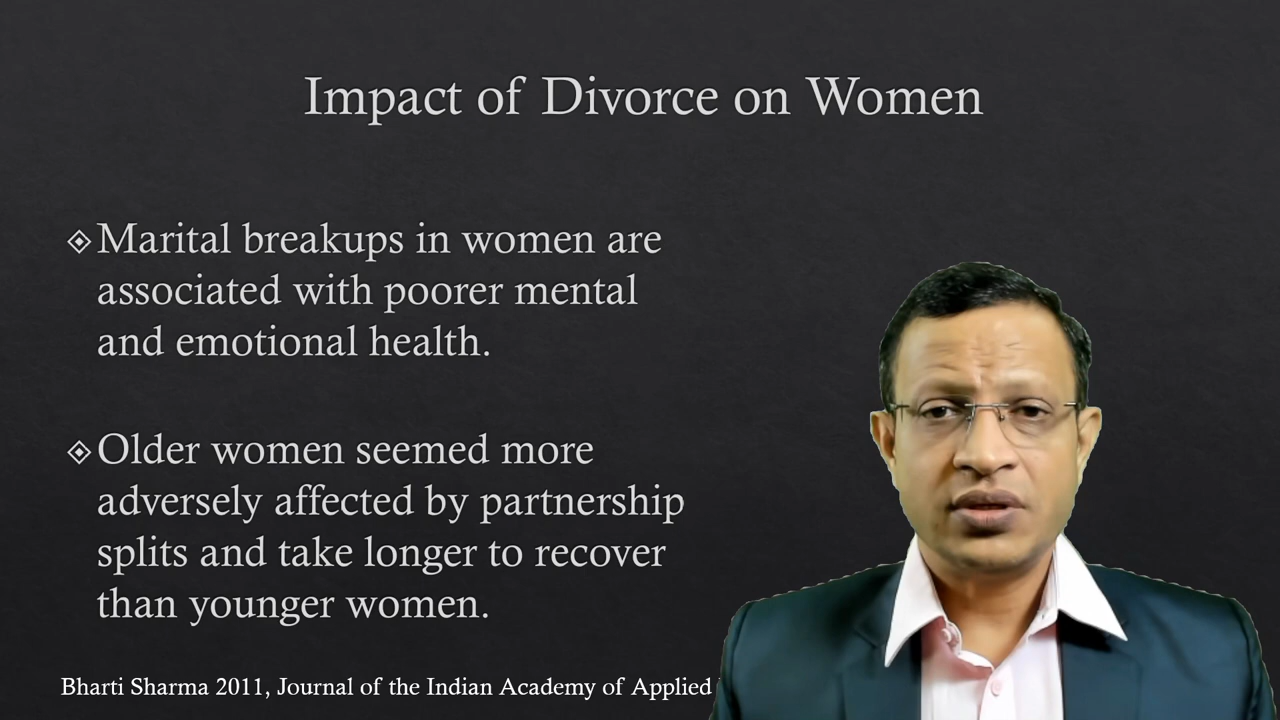 Impact of Divorce on Women
Marital breakups in women are
associated with poorer mental
and emotional health.
Older women seemed more
adversely affected by partnership
splits and take longer to recover
than younger women.
Bharti Sharma 2011, Journal of the Indian Academy of Applied